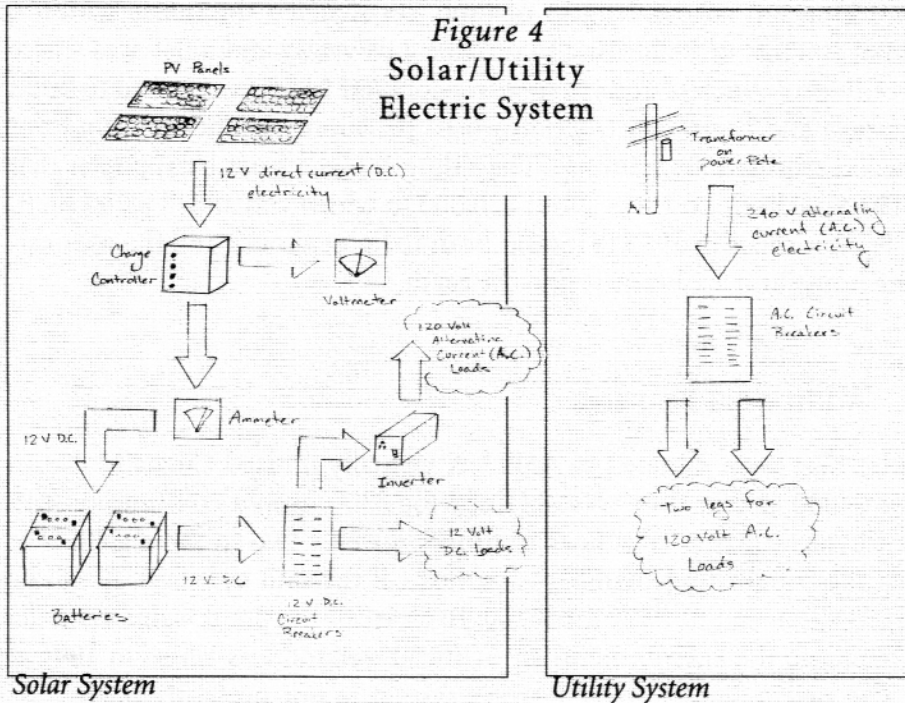 Figure 4
Solar/Utility
Electric System
PV Panels
12 V direct current (D.C.)
electricity
Charge
Controller
Voltmeter
120 Volt
Alternating
Current (A.C.)
Loads
Ammeter
12 V D.C.
Inverter
Batteries
12 V. D.C
12 V D.C.
Circuit
Breakers
12 Volt
D.C. Loads
Solar System
Transformer
on
power Pole
240 V alternating
current (A.C.)
electricity
A.C. Circuit
Breakers
Two legs for
120 Volt A.C.
Loads
Utility System